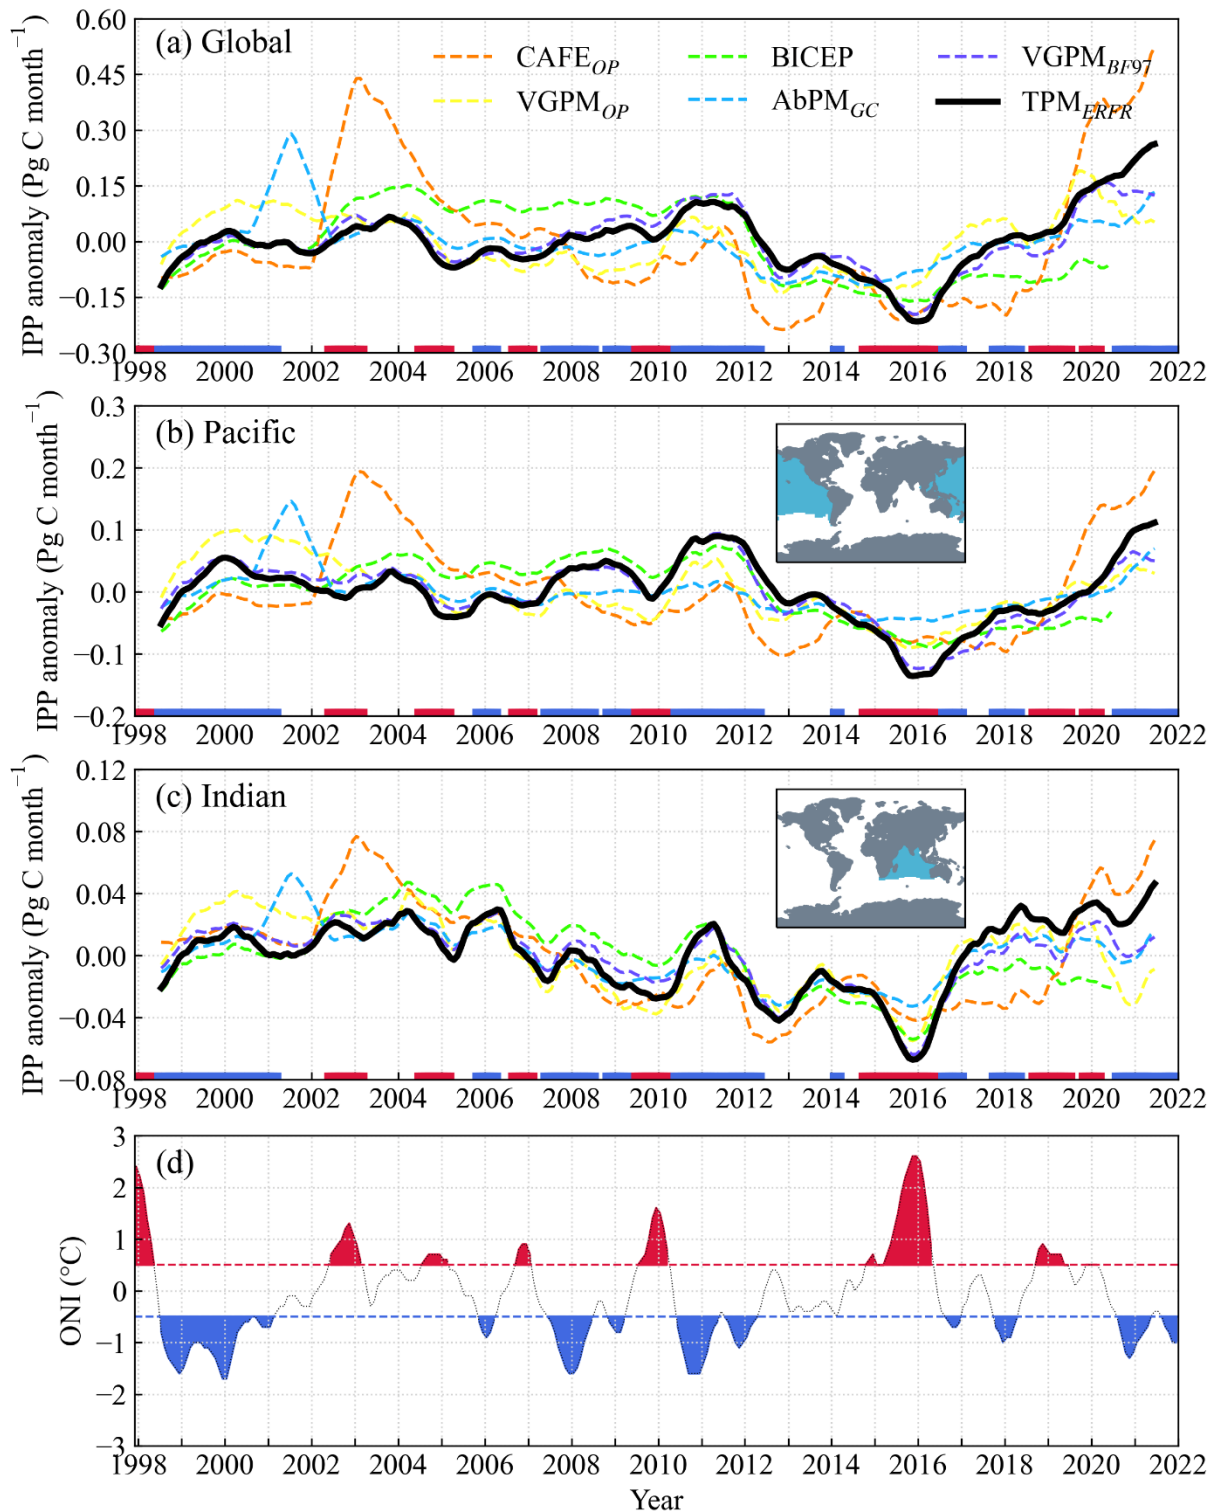 (a) Global
CAFE_OP BICEP VGPM_BF97
VGPM_OP AbPM_GC TPM_ERFR
IPP anomaly (Pg C month⁻¹)
0.60
0.45
0.30
0.15
0.00
−0.15
−0.30
1998 2000 2002 2004 2006 2008 2010 2012 2014 2016 2018 2020 2022
(b) Pacific
IPP anomaly (Pg C month⁻¹)
0.3
0.2
0.1
0.0
−0.1
−0.2
1998 2000 2002 2004 2006 2008 2010 2012 2014 2016 2018 2020 2022
(c) Indian
IPP anomaly (Pg C month⁻¹)
0.12
0.08
0.04
0.00
−0.04
−0.08
1998 2000 2002 2004 2006 2008 2010 2012 2014 2016 2018 2020 2022
(d)
ONI (°C)
3
2
1
0
−1
−2
−3
1998 2000 2002 2004 2006 2008 2010 2012 2014 2016 2018 2020 2022
Year